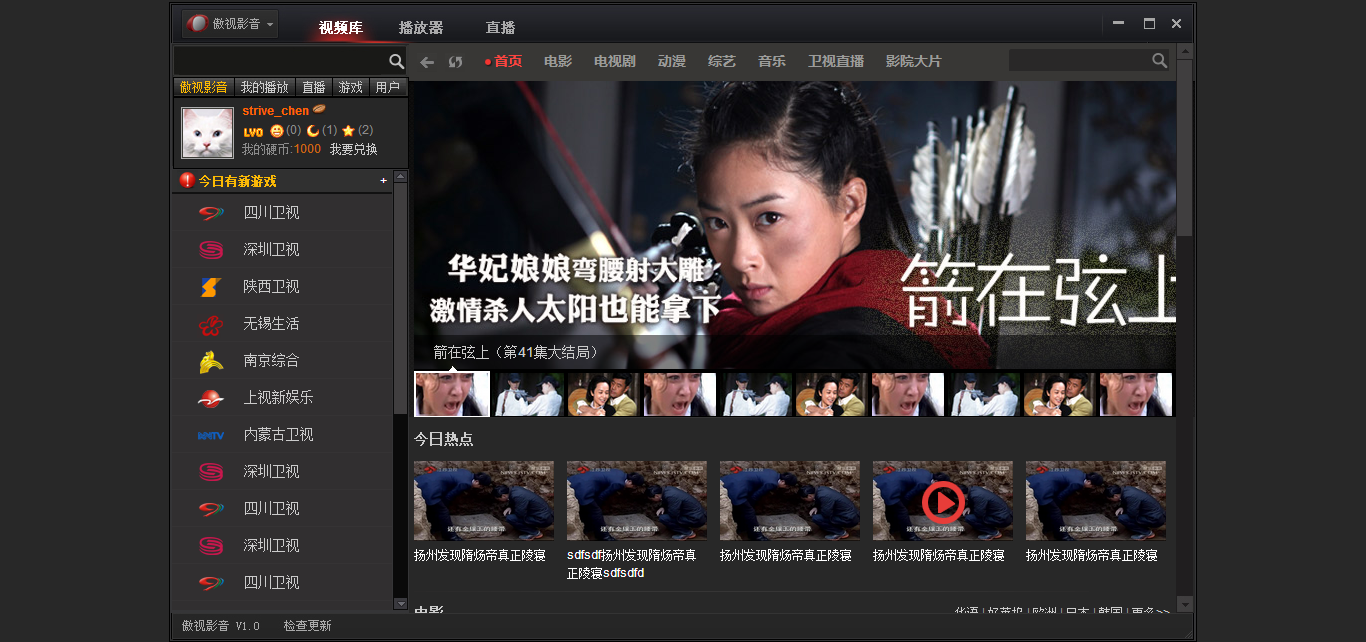 傲视影音 视频库 播放器 直播
首页 电影 电视剧 动漫 综艺 音乐 卫视直播 影院大片
傲视影音 我的播放 直播 游戏 用户
strive_chen
LV0 (0) (1) (2)
我的硬币:1000 我要兑换
今日有新游戏 +
四川卫视
深圳卫视
陕西卫视
无锡生活
南京综合
上视新娱乐
NMTV 内蒙古卫视
深圳卫视
四川卫视
深圳卫视
四川卫视
华妃娘娘弯腰射大雕
激情杀人太阳也能拿下
箭在弦上
箭在弦上（第41集大结局）
今日热点
扬州发现隋炀帝真正陵寝
sdfsdf扬州发现隋炀帝真
正陵寝sdfsdfd
扬州发现隋炀帝真正陵寝
扬州发现隋炀帝真正陵寝
扬州发现隋炀帝真正陵寝
电影 华语 | 好莱坞 | 欧洲 | 日本 | 韩国 | 更多>>
傲视影音 V1.0 检查更新